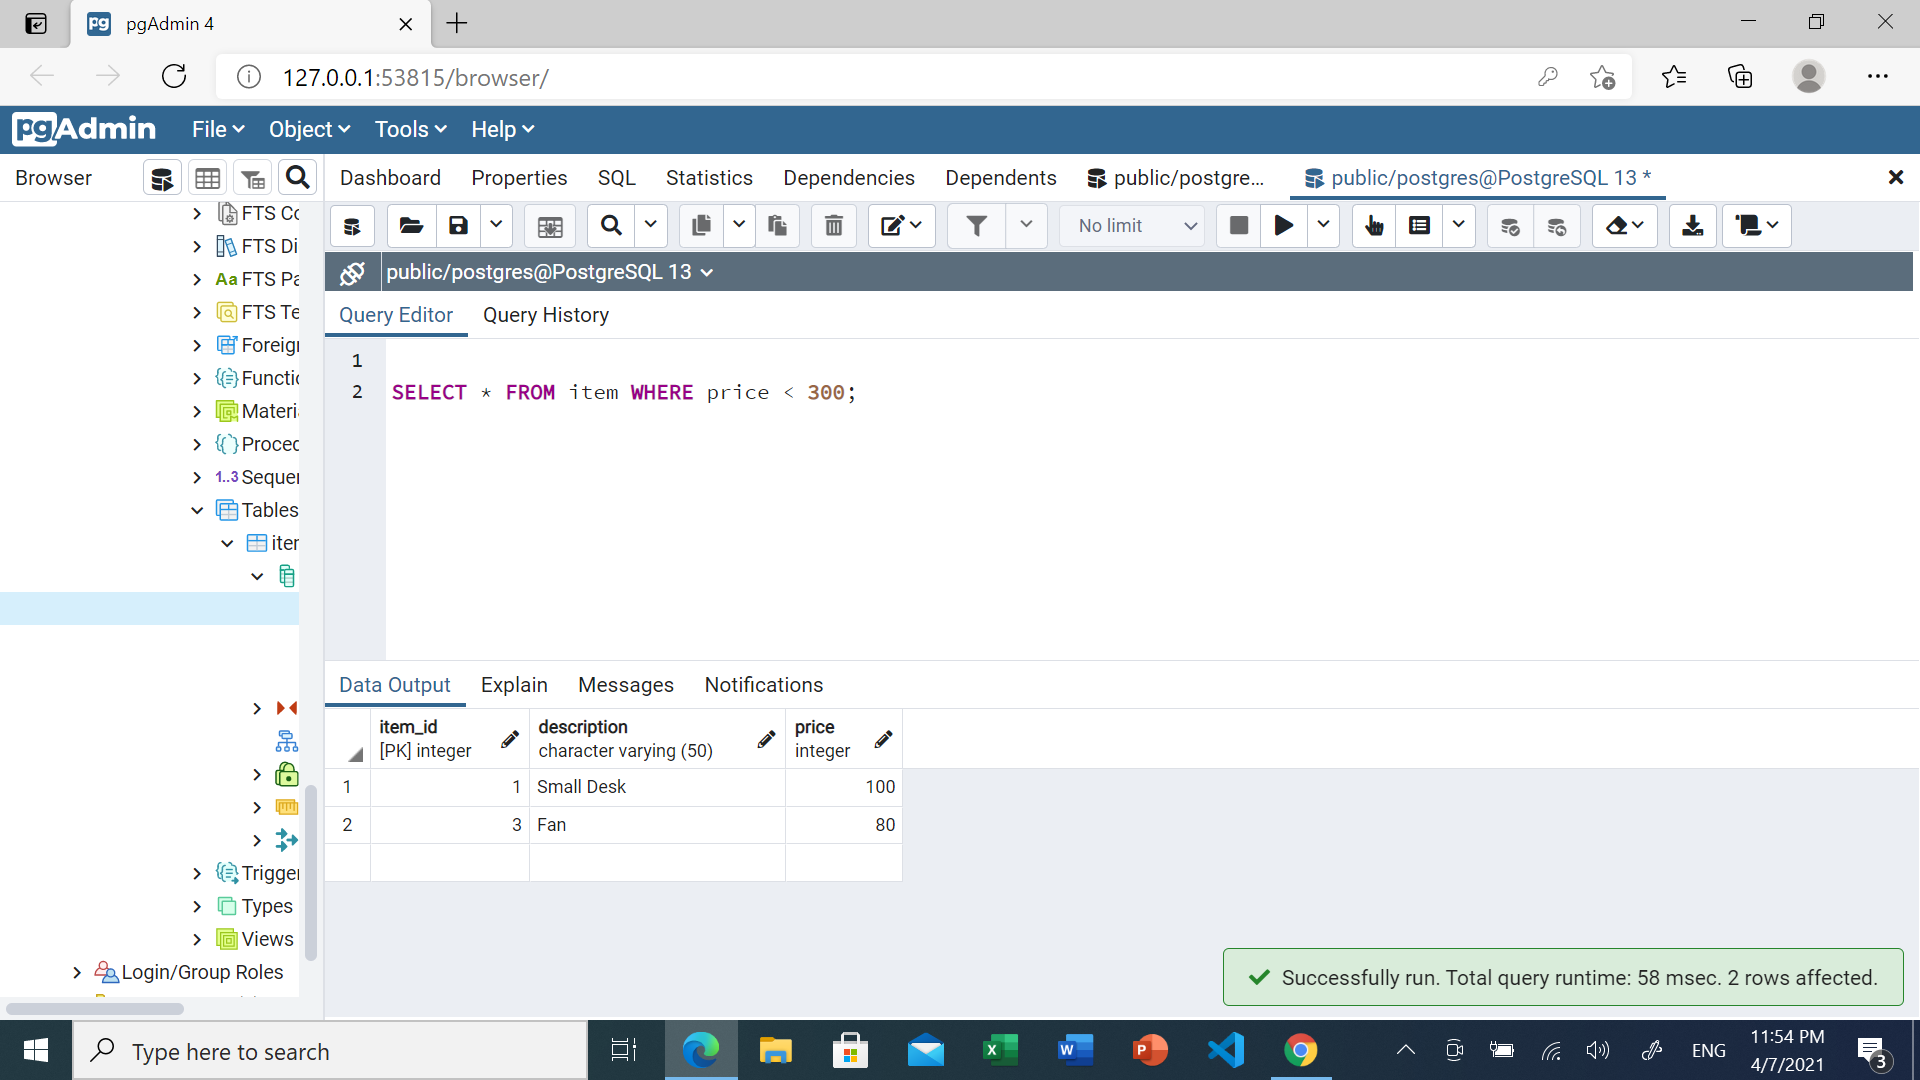 pgAdmin 4
127.0.0.1:53815/browser/
pgAdmin File Object Tools Help
Browser
Dashboard Properties SQL Statistics Dependencies Dependents public/postgre... public/postgres@PostgreSQL 13 *
No limit
public/postgres@PostgreSQL 13
Query Editor Query History
1
2 SELECT * FROM item WHERE price < 300;
FTS Co
FTS Di
Aa FTS Pa
FTS Te
Foreign
Functio
Materi
Proced
1..3 Sequen
Tables
iter
Trigger
Types
Views
Login/Group Roles
Data Output Explain Messages Notifications
item_id description price
[PK] integer character varying (50) integer
1 1 Small Desk 100
2 3 Fan 80
Successfully run. Total query runtime: 58 msec. 2 rows affected.
Type here to search
ENG
11:54 PM
4/7/2021
3